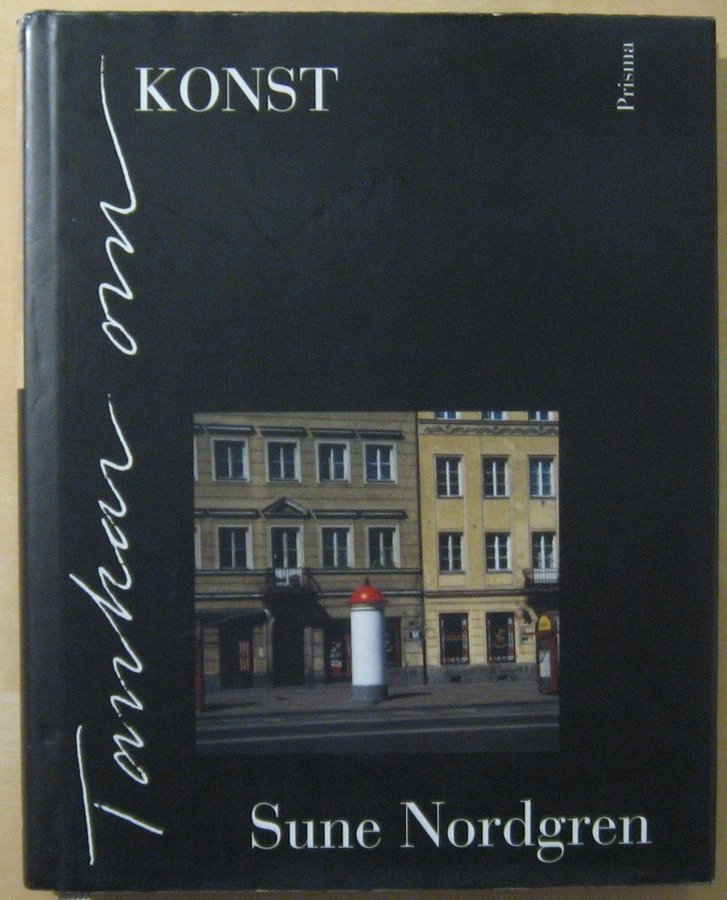 Tankar om
KONST
Prisma
Sune Nordgren